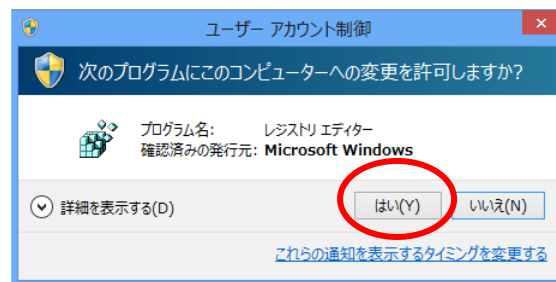 ユーザー アカウント制御
次のプログラムにこのコンピューターへの変更を許可しますか?
プログラム名: レジストリ エディター
確認済みの発行元: Microsoft Windows
詳細を表示する(D) はい(Y) いいえ(N)
これらの通知を表示するタイミングを変更する